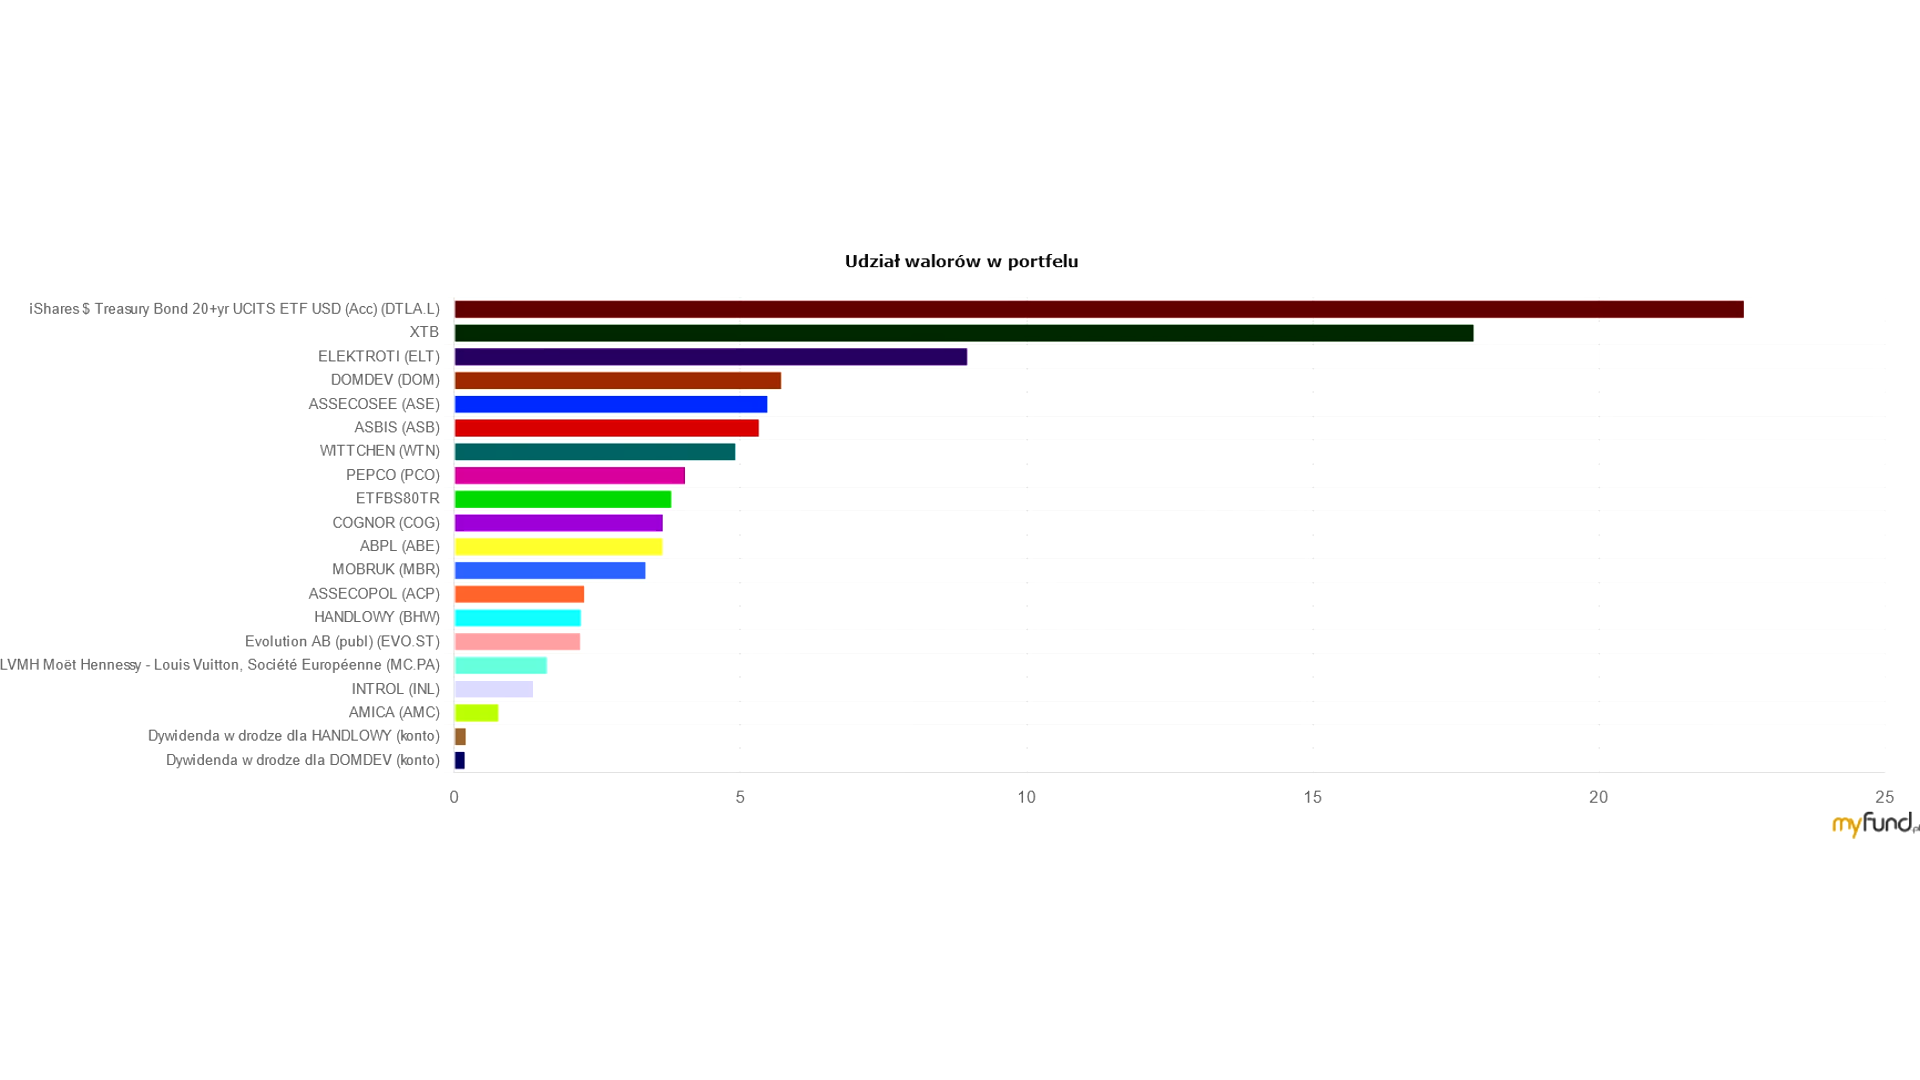 Udział walorów w portfelu
iShares $ Treasury Bond 20+yr UCITS ETF USD (Acc) (DTLA.L)
XTB
ELEKTROTI (ELT)
DOMDEV (DOM)
ASSECOSEE (ASE)
ASBIS (ASB)
WITTCHEN (WTN)
PEPCO (PCO)
ETFBS80TR
COGNOR (COG)
ABPL (ABE)
MOBRUK (MBR)
ASSECOPOL (ACP)
HANDLOWY (BHW)
Evolution AB (publ) (EVO.ST)
LVMH Moët Hennessy - Louis Vuitton, Société Européenne (MC.PA)
INTROL (INL)
AMICA (AMC)
Dywidenda w drodze dla HANDLOWY (konto)
Dywidenda w drodze dla DOMDEV (konto)
0 5 10 15 20 25
myfund.pl